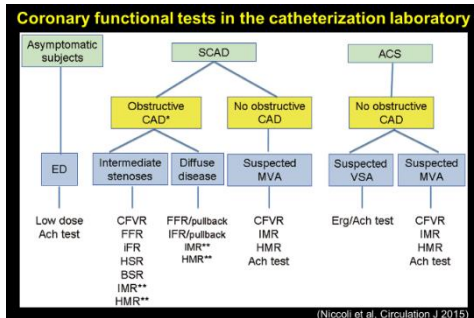 Coronary functional tests in the catheterization laboratory
Asymptomatic
subjects
SCAD
ACS
Obstructive
CAD*
No obstructive
CAD
No obstructive
CAD
ED
Intermediate
stenoses
Diffuse
disease
Suspected
MVA
Suspected
VSA
Suspected
MVA
Low dose
Ach test
CFVR
FFR
iFR
HSR
BSR
IMR**
HMR**
FFR/pullback
IFR/pullback
IMR**
HMR**
CFVR
IMR
HMR
Ach test
Erg/Ach test
CFVR
IMR
HMR
Ach test
(Niccoli et al. Circulation J 2015)